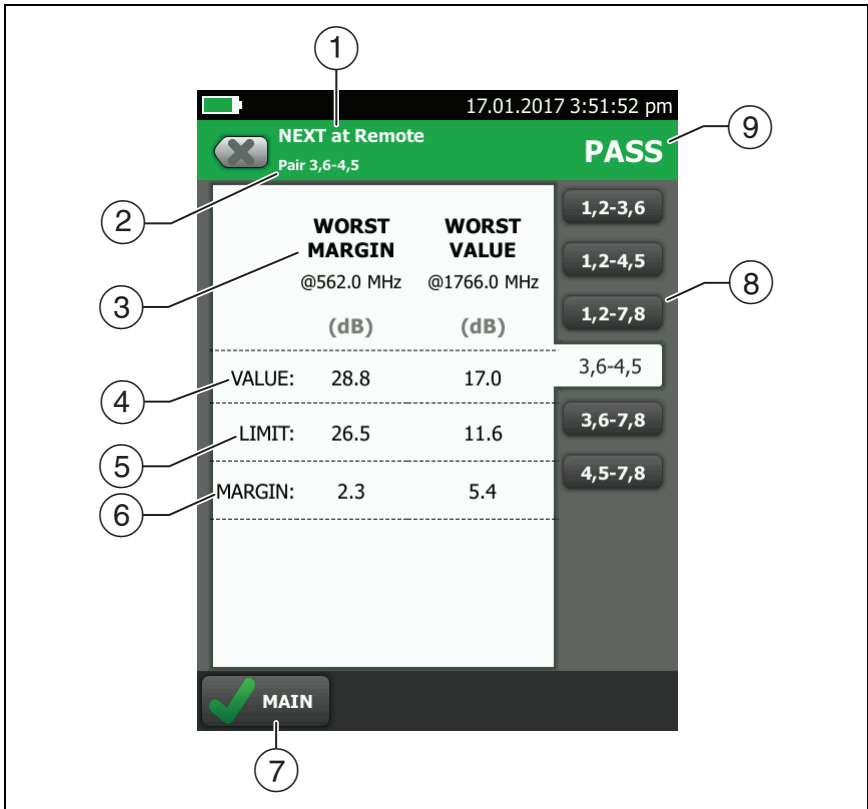 1
17.01.2017 3:51:52 pm
NEXT at Remote
Pair 3,6-4,5
PASS
9
2
WORST MARGIN
WORST VALUE
@562.0 MHz
@1766.0 MHz
(dB)
(dB)
3
1,2-3,6
1,2-4,5
1,2-7,8
8
3,6-4,5
3,6-7,8
4,5-7,8
4
VALUE: 28.8 17.0
5
LIMIT: 26.5 11.6
6
MARGIN: 2.3 5.4
MAIN
7